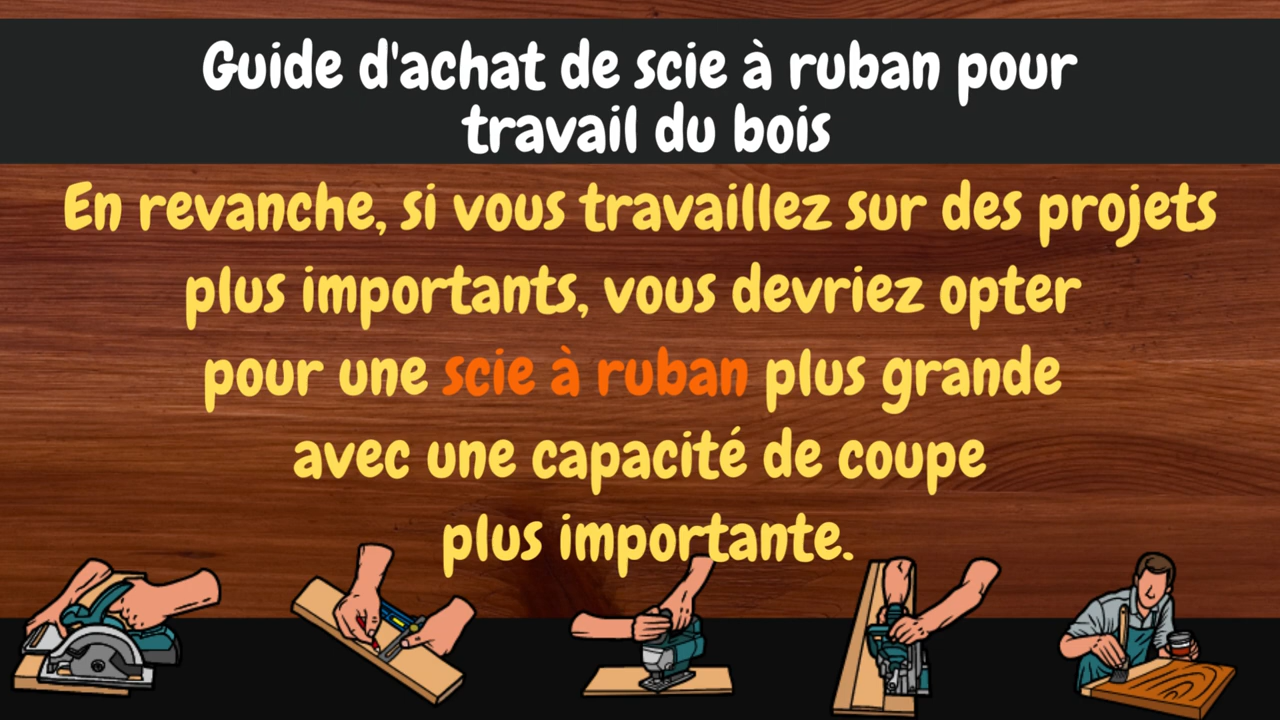 Guide d'achat de scie à ruban pour
travail du bois
En revanche, si vous travaillez sur des projets
plus importants, vous devriez opter
pour une scie à ruban plus grande
avec une capacité de coupe
plus importante.